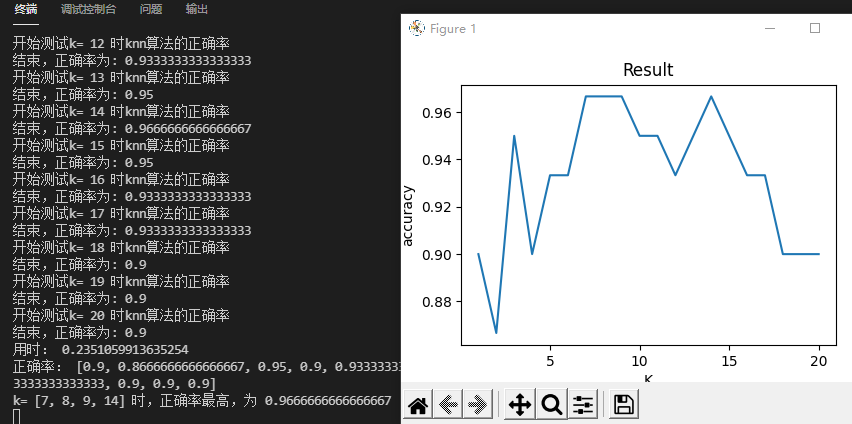 终端 调试控制台 问题 输出
开始测试k= 12 时knn算法的正确率
结束，正确率为: 0.9333333333333333
开始测试k= 13 时knn算法的正确率
结束，正确率为: 0.95
开始测试k= 14 时knn算法的正确率
结束，正确率为: 0.9666666666666667
开始测试k= 15 时knn算法的正确率
结束，正确率为: 0.95
开始测试k= 16 时knn算法的正确率
结束，正确率为: 0.9333333333333333
开始测试k= 17 时knn算法的正确率
结束，正确率为: 0.9333333333333333
开始测试k= 18 时knn算法的正确率
结束，正确率为: 0.9
开始测试k= 19 时knn算法的正确率
结束，正确率为: 0.9
开始测试k= 20 时knn算法的正确率
结束，正确率为: 0.9
用时: 0.2351059913635254
正确率: [0.9, 0.8666666666666667, 0.95, 0.9, 0.93333333
3333333333333, 0.9, 0.9, 0.9]
k= [7, 8, 9, 14] 时，正确率最高，为 0.9666666666666667
Figure 1
Result
0.96
0.94
0.92
0.90
0.88
accuracy
5 10 15 20
K